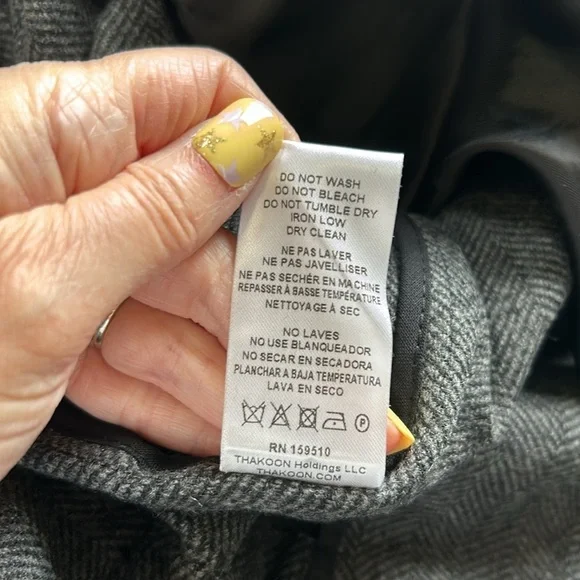 DO NOT WASH
DO NOT BLEACH
DO NOT TUMBLE DRY
IRON LOW
DRY CLEAN
NE PAS LAVER
NE PAS JAVELLISER
NE PAS SECHÉR EN MACHINE
REPASSER À BASSE TEMPÉRATURE
NETTOYAGE À SEC
NO LAVES
NO USE BLANQUEADOR
NO SECAR EN SECADORA
PLANCHAR A BAJA TEMPERATURA
LAVA EN SECO
P
RN 159510
THAKOON Holdings LLC
THAKOON.COM